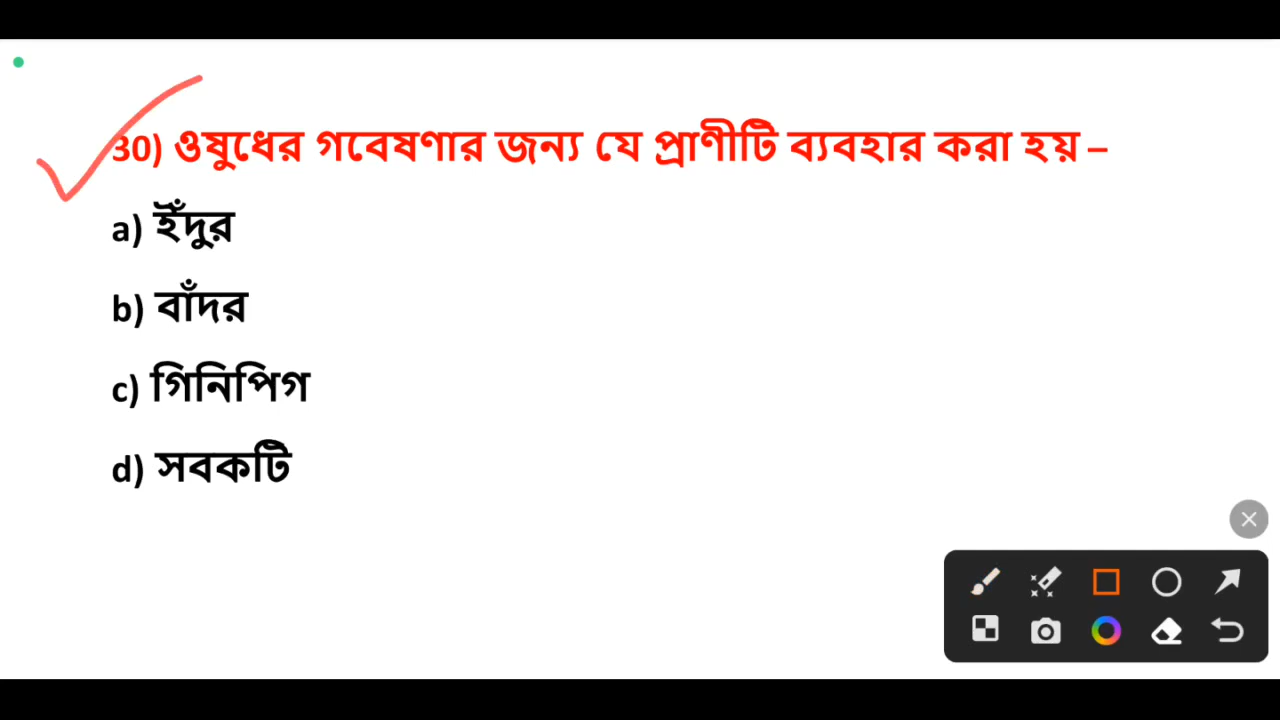 30) ওষুধের গবেষণার জন্য যে প্রাণীটি ব্যবহার করা হয় –
a) ইঁদুর
b) বাঁদর
c) গিনিপিগ
d) সবকটি